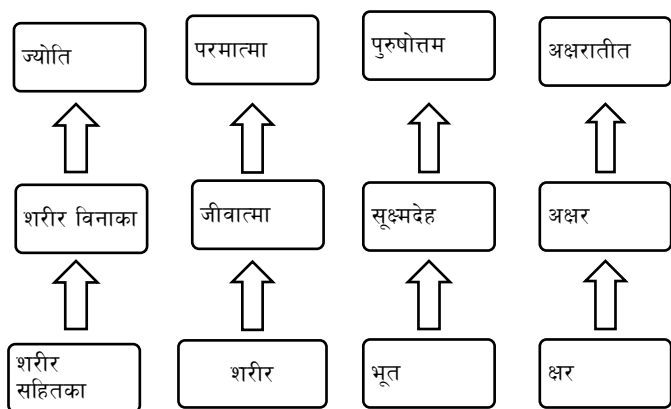 ज्योति
परमात्मा
पुरुषोत्तम
अक्षरातीत
शरीर विनाका
जीवात्मा
सूक्ष्मदेह
अक्षर
शरीर
सहितका
शरीर
भूत
क्षर